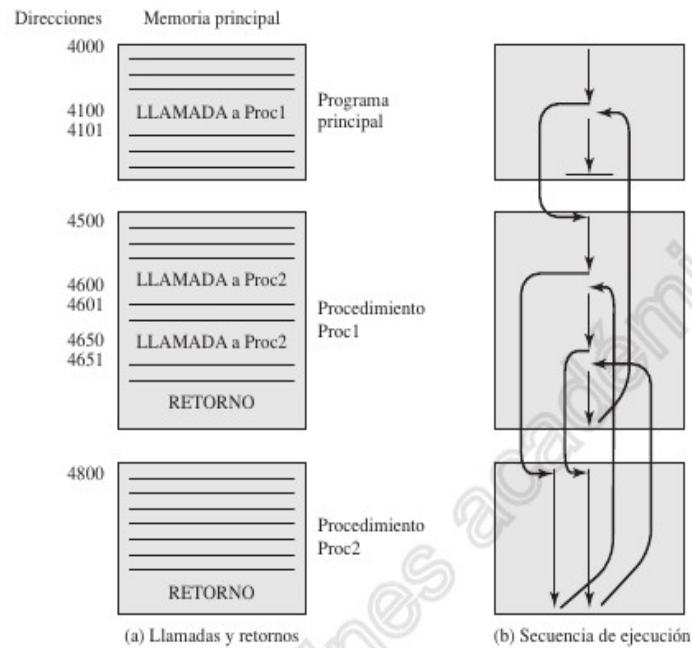 Direcciones Memoria principal
4000
4100 LLAMADA a Proc1
4101
Programa
principal
4500
4600 LLAMADA a Proc2
4601
4650 LLAMADA a Proc2
4651
Procedimiento
Proc1
RETORNO
4800
Procedimiento
Proc2
RETORNO
(a) Llamadas y retornos
(b) Secuencia de ejecución